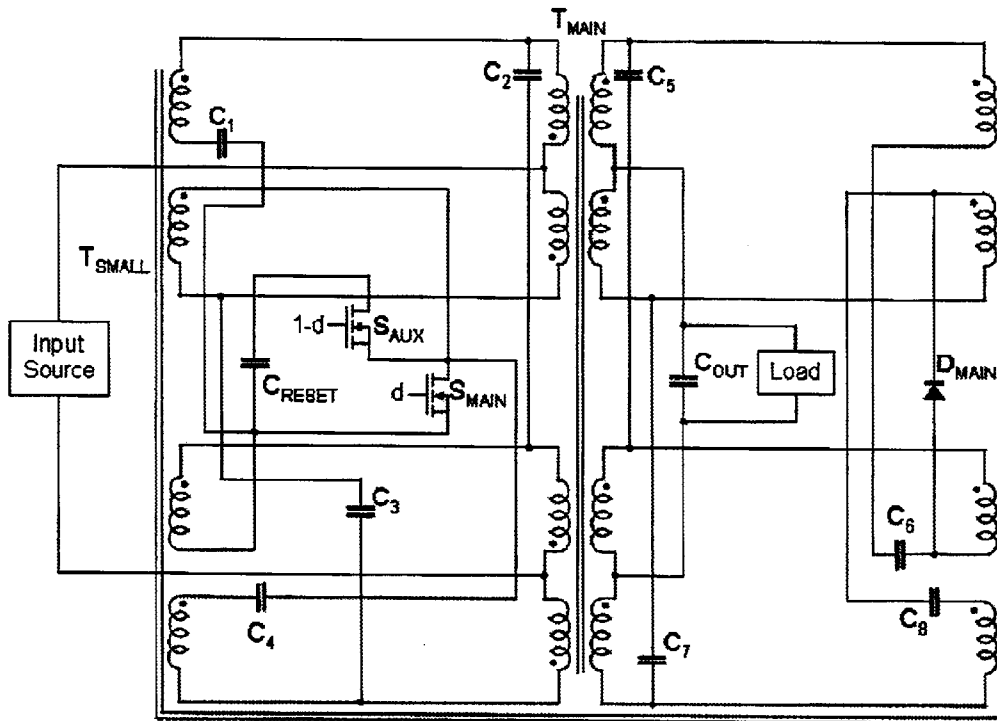 T_MAIN
C_2
C_5
C_1
T_SMALL
1-d
S_AUX
Input
Source
C_RESET
d
S_MAIN
C_OUT
Load
D_MAIN
C_3
C_6
C_4
C_7
C_8